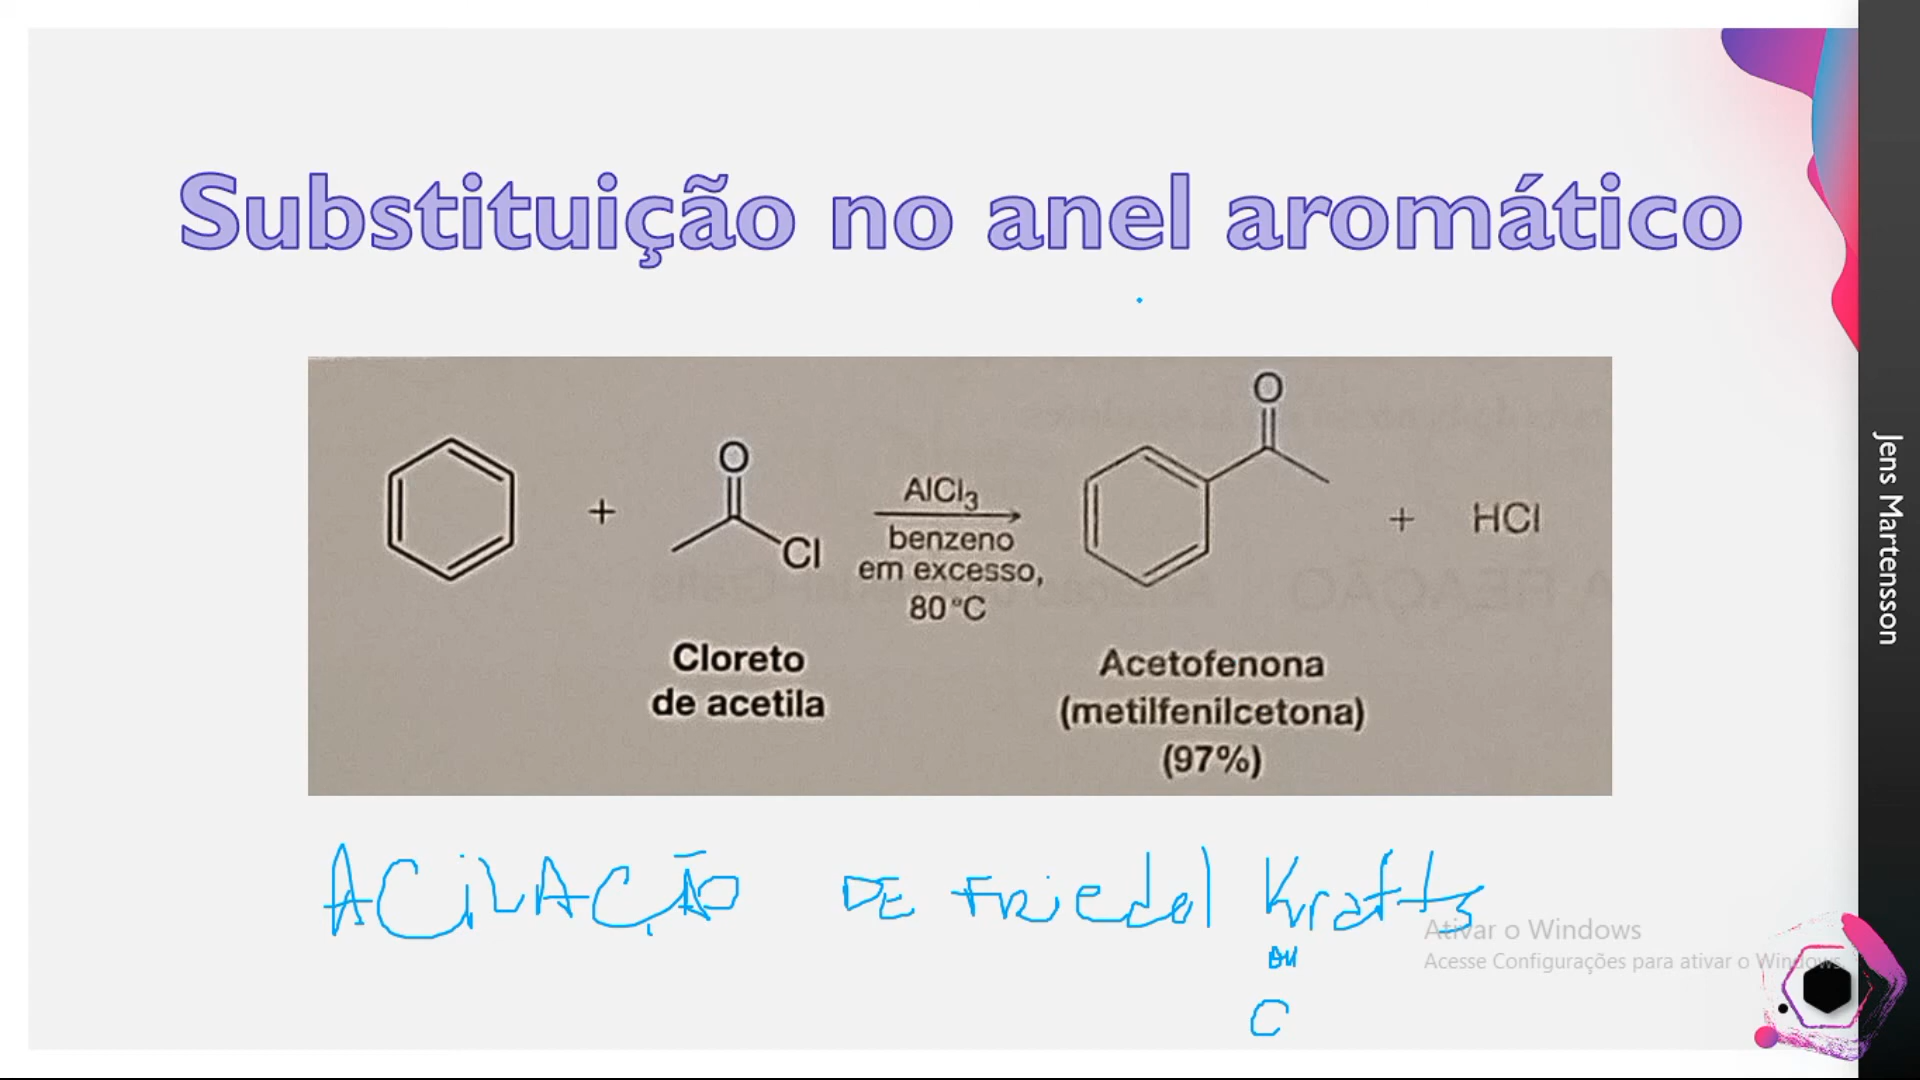 Substituição no anel aromático
O
O
AlCl3
+
Cl
benzeno
em excesso,
80 °C
+
HCl
Cloreto
de acetila
Acetofenona
(metilfenilcetona)
(97%)
ACiLAÇÃO DE FRiedel Krafts
ou
C
Ativar o Windows
Acesse Configurações para ativar o Windows.
Jens Martensson